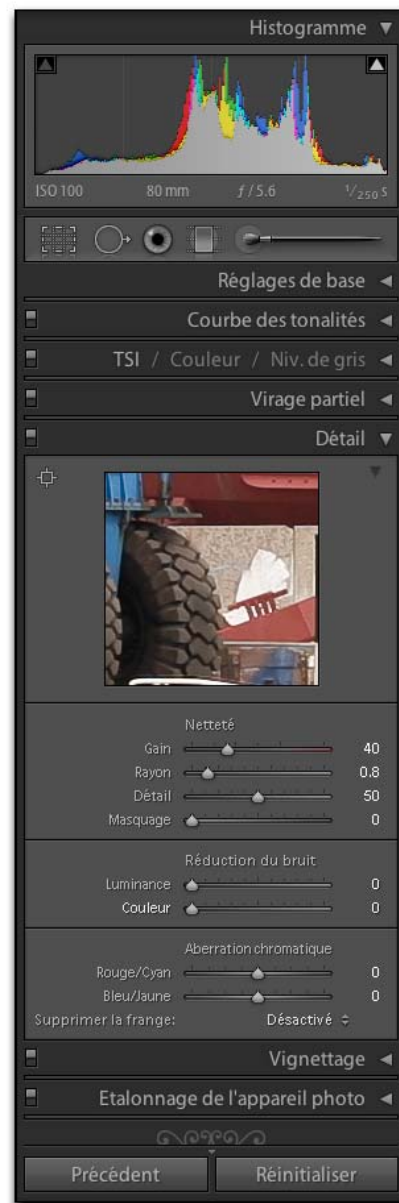 Histogramme
ISO 100 80 mm ƒ / 5.6 1/250 s
Réglages de base
Courbe des tonalités
TSI / Couleur / Niv. de gris
Virage partiel
Détail
Netteté
Gain 40
Rayon 0.8
Détail 50
Masquage 0
Réduction du bruit
Luminance 0
Couleur 0
Aberration chromatique
Rouge/Cyan 0
Bleu/Jaune 0
Supprimer la frange: Désactivé
Vignettage
Etalonnage de l'appareil photo
Précédent Réinitialiser